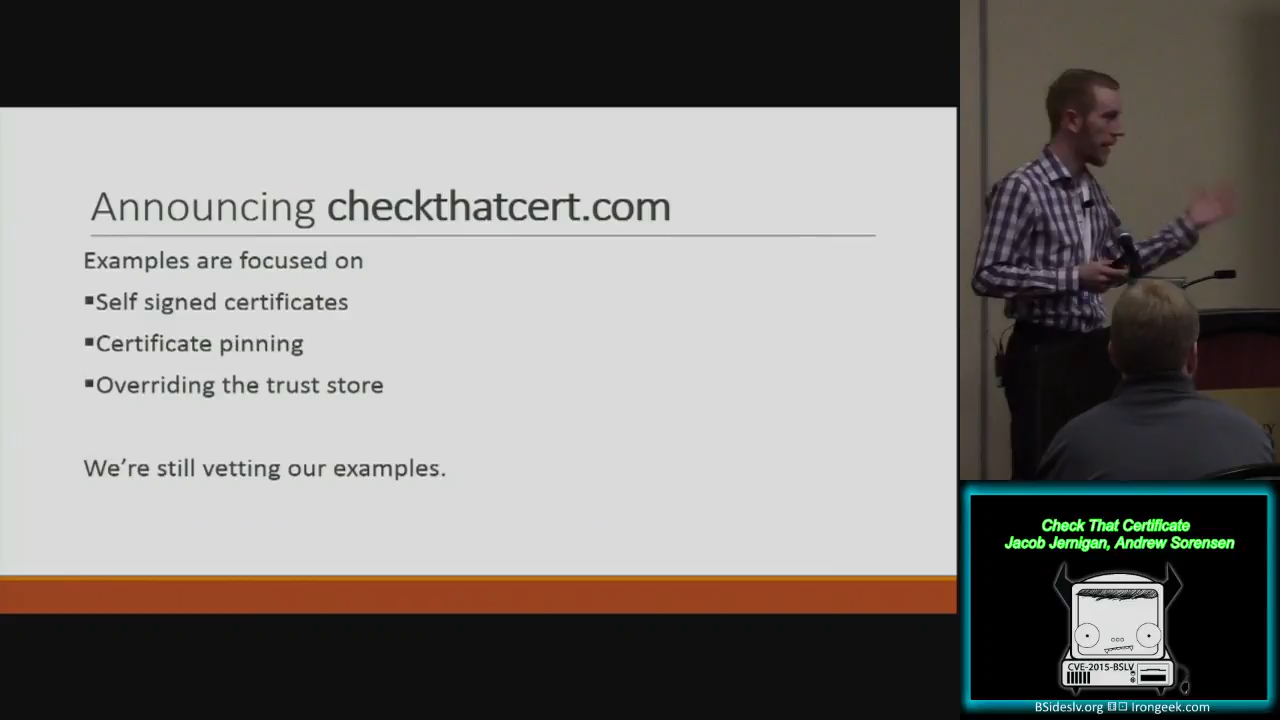 Announcing checkthatcert.com
Examples are focused on
▪Self signed certificates
▪Certificate pinning
▪Overriding the trust store
We're still vetting our examples.
Check That Certificate
Jacob Jernigan, Andrew Sorensen
CVE-2015-BSLV
BSideslv.org Irongeek.com